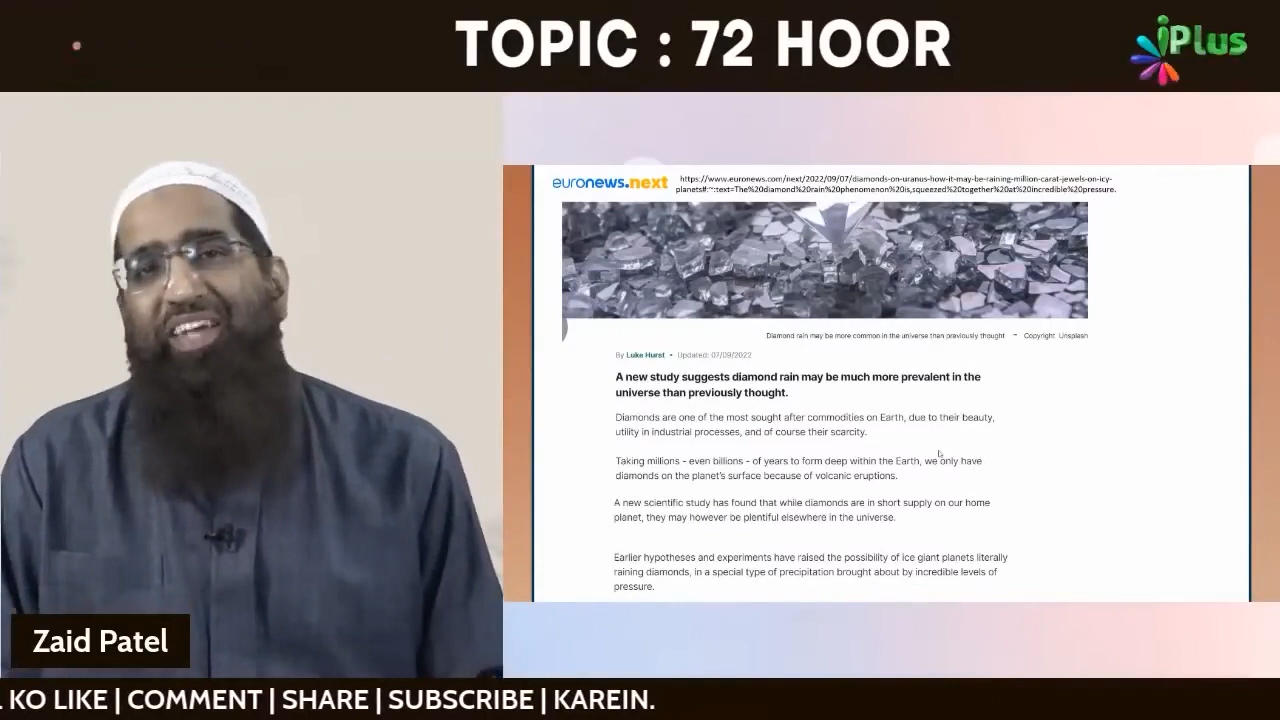 TOPIC : 72 HOOR
iPlus
euronews.next
https://www.euronews.com/next/2022/09/07/diamonds-on-uranus-how-it-may-be-raining-million-carat-jewels-on-icy-
planets#:~:text=The%20diamond%20rain%20phenomenon%20is,squeezed%20together%20at%20incredible%20pressure.
Diamond rain may be more common in the universe than previously thought - Copyright Unsplash
By Luke Hurst • Updated: 07/09/2022
A new study suggests diamond rain may be much more prevalent in the
universe than previously thought.
Diamonds are one of the most sought after commodities on Earth, due to their beauty,
utility in industrial processes, and of course their scarcity.
Taking millions - even billions - of years to form deep within the Earth, we only have
diamonds on the planet's surface because of volcanic eruptions.
A new scientific study has found that while diamonds are in short supply on our home
planet, they may however be plentiful elsewhere in the universe.
Earlier hypotheses and experiments have raised the possibility of ice giant planets literally
raining diamonds, in a special type of precipitation brought about by incredible levels of
pressure.
Zaid Patel
KO LIKE | COMMENT | SHARE | SUBSCRIBE | KAREIN.